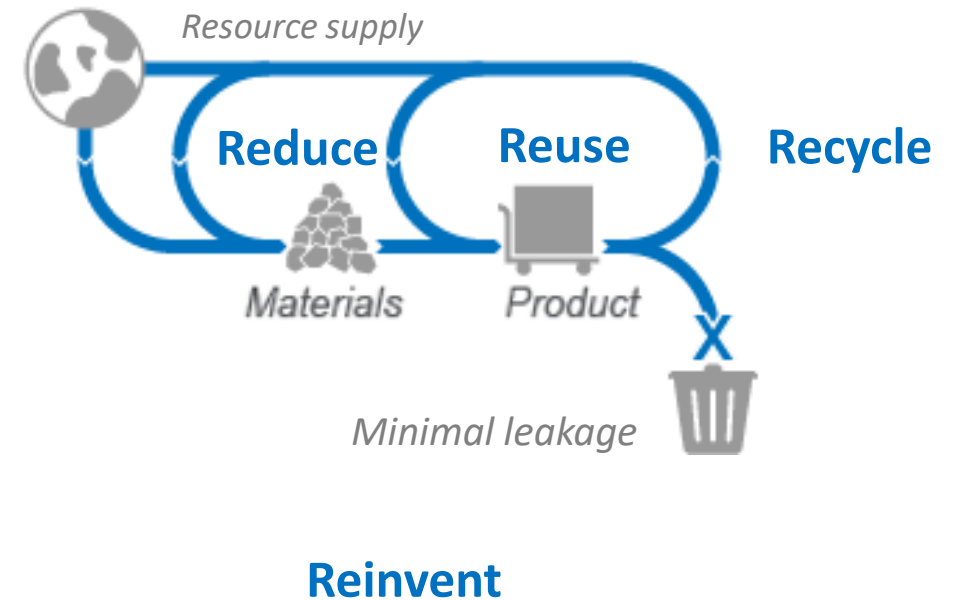 Resource supply
Reduce
Reuse
Recycle
Materials
Product
X
Minimal leakage
Reinvent